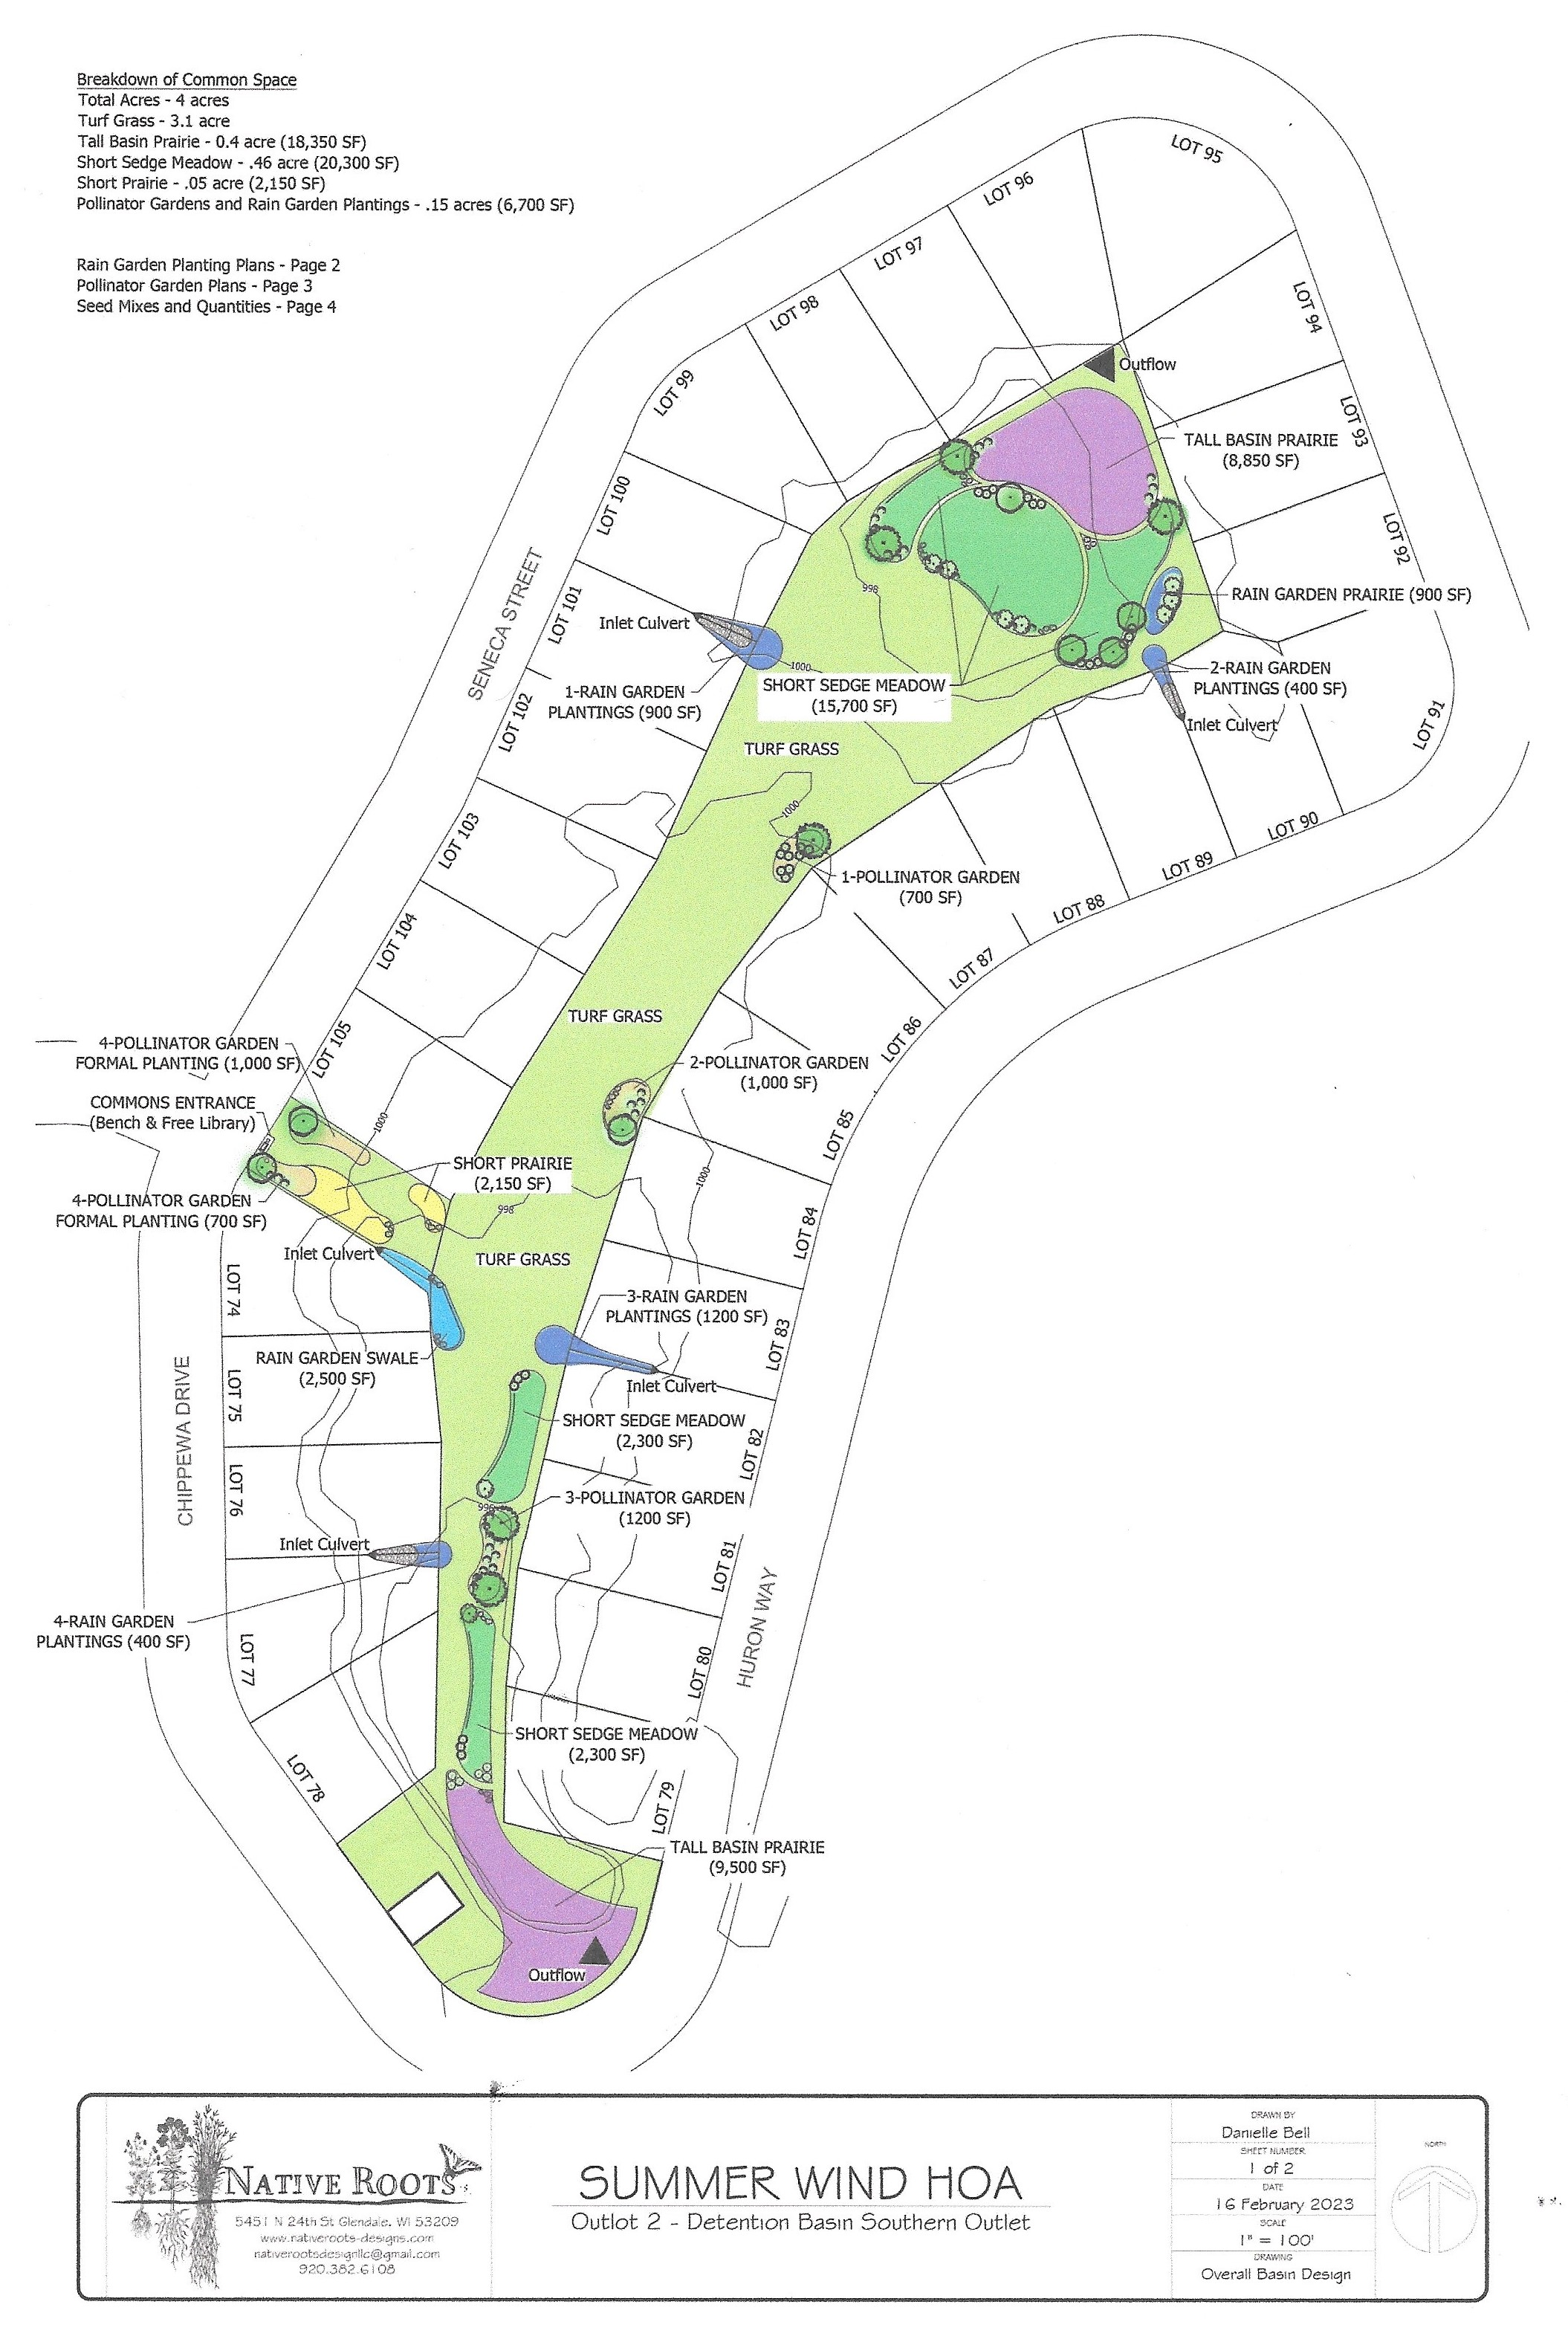 Breakdown of Common Space
Total Acres - 4 acres
Turf Grass - 3.1 acre
Tall Basin Prairie - 0.4 acre (18,350 SF)
Short Sedge Meadow - .46 acre (20,300 SF)
Short Prairie - .05 acre (2,150 SF)
Pollinator Gardens and Rain Garden Plantings - .15 acres (6,700 SF)
Rain Garden Planting Plans - Page 2
Pollinator Garden Plans - Page 3
Seed Mixes and Quantities - Page 4
LOT 95
LOT 96
LOT 97
LOT 98
LOT 99
LOT 100
LOT 101
LOT 102
LOT 103
LOT 104
LOT 105
LOT 94
LOT 93
LOT 92
LOT 91
LOT 90
LOT 89
LOT 88
LOT 87
LOT 86
LOT 85
LOT 84
LOT 83
LOT 82
LOT 81
LOT 80
LOT 79
LOT 74
LOT 75
LOT 76
LOT 77
LOT 78
SENECA STREET
CHIPPEWA DRIVE
HURON WAY
Outflow
TALL BASIN PRAIRIE
(8,850 SF)
998
RAIN GARDEN PRAIRIE (900 SF)
Inlet Culvert
1000
1-RAIN GARDEN
PLANTINGS (900 SF)
SHORT SEDGE MEADOW
(15,700 SF)
2-RAIN GARDEN
PLANTINGS (400 SF)
Inlet Culvert
TURF GRASS
1000
1-POLLINATOR GARDEN
(700 SF)
TURF GRASS
4-POLLINATOR GARDEN
FORMAL PLANTING (1,000 SF)
2-POLLINATOR GARDEN
(1,000 SF)
COMMONS ENTRANCE
(Bench & Free Library)
1000
SHORT PRAIRIE
(2,150 SF)
1000
4-POLLINATOR GARDEN
FORMAL PLANTING (700 SF)
998
Inlet Culvert
TURF GRASS
3-RAIN GARDEN
PLANTINGS (1200 SF)
RAIN GARDEN SWALE
(2,500 SF)
Inlet Culvert
SHORT SEDGE MEADOW
(2,300 SF)
3-POLLINATOR GARDEN
(1200 SF)
996
Inlet Culvert
4-RAIN GARDEN
PLANTINGS (400 SF)
SHORT SEDGE MEADOW
(2,300 SF)
TALL BASIN PRAIRIE
(9,500 SF)
Outflow
NATIVE ROOTS
5451 N 24th St Glendale, WI 53209
www.nativeroots-designs.com
nativerootsdesignllc@gmail.com
920.382.6108
SUMMER WIND HOA
Outlot 2 - Detention Basin Southern Outlet
DRAWN BY
Danielle Bell
SHEET NUMBER
1 of 2
DATE
16 February 2023
SCALE
1" = 100'
DRAWING
Overall Basin Design
NORTH